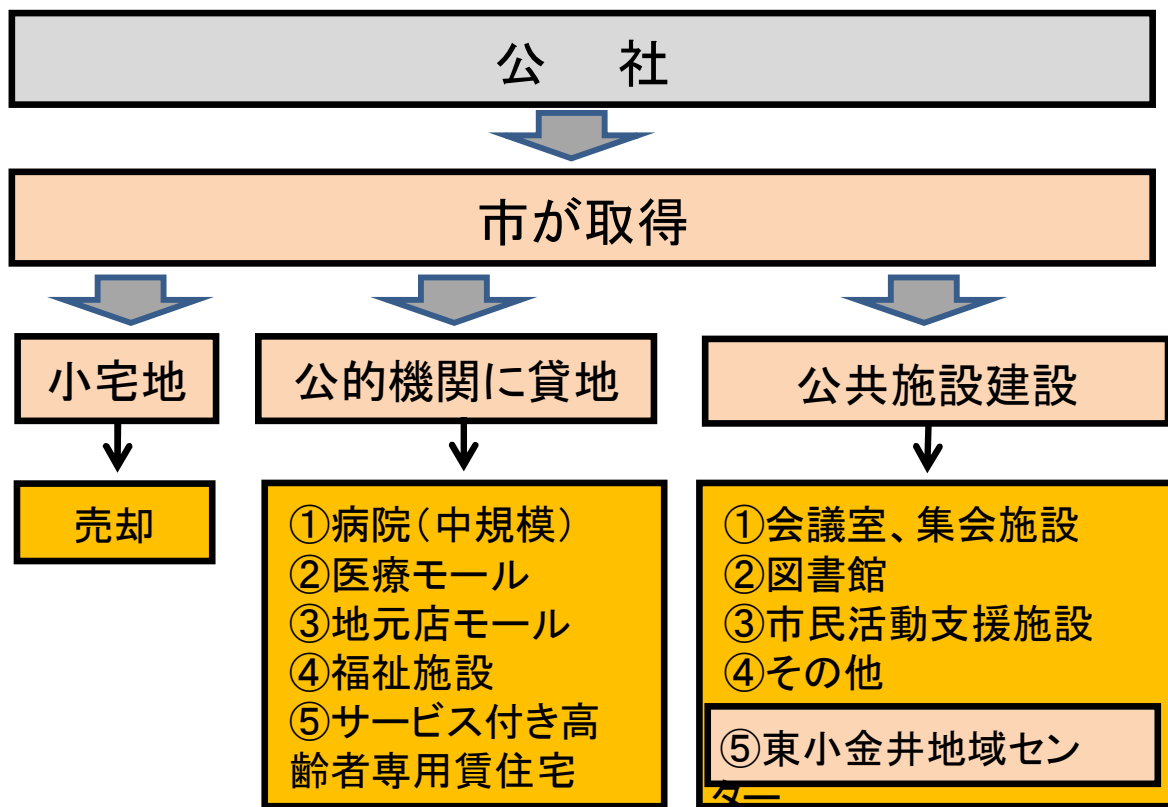 公 社
市が取得
小宅地
公的機関に貸地
公共施設建設
売却
①病院(中規模)
②医療モール
③地元店モール
④福祉施設
⑤サービス付き高
齢者専用賃住宅
①会議室、集会施設
②図書館
③市民活動支援施設
④その他
⑤東小金井地域セン
ター